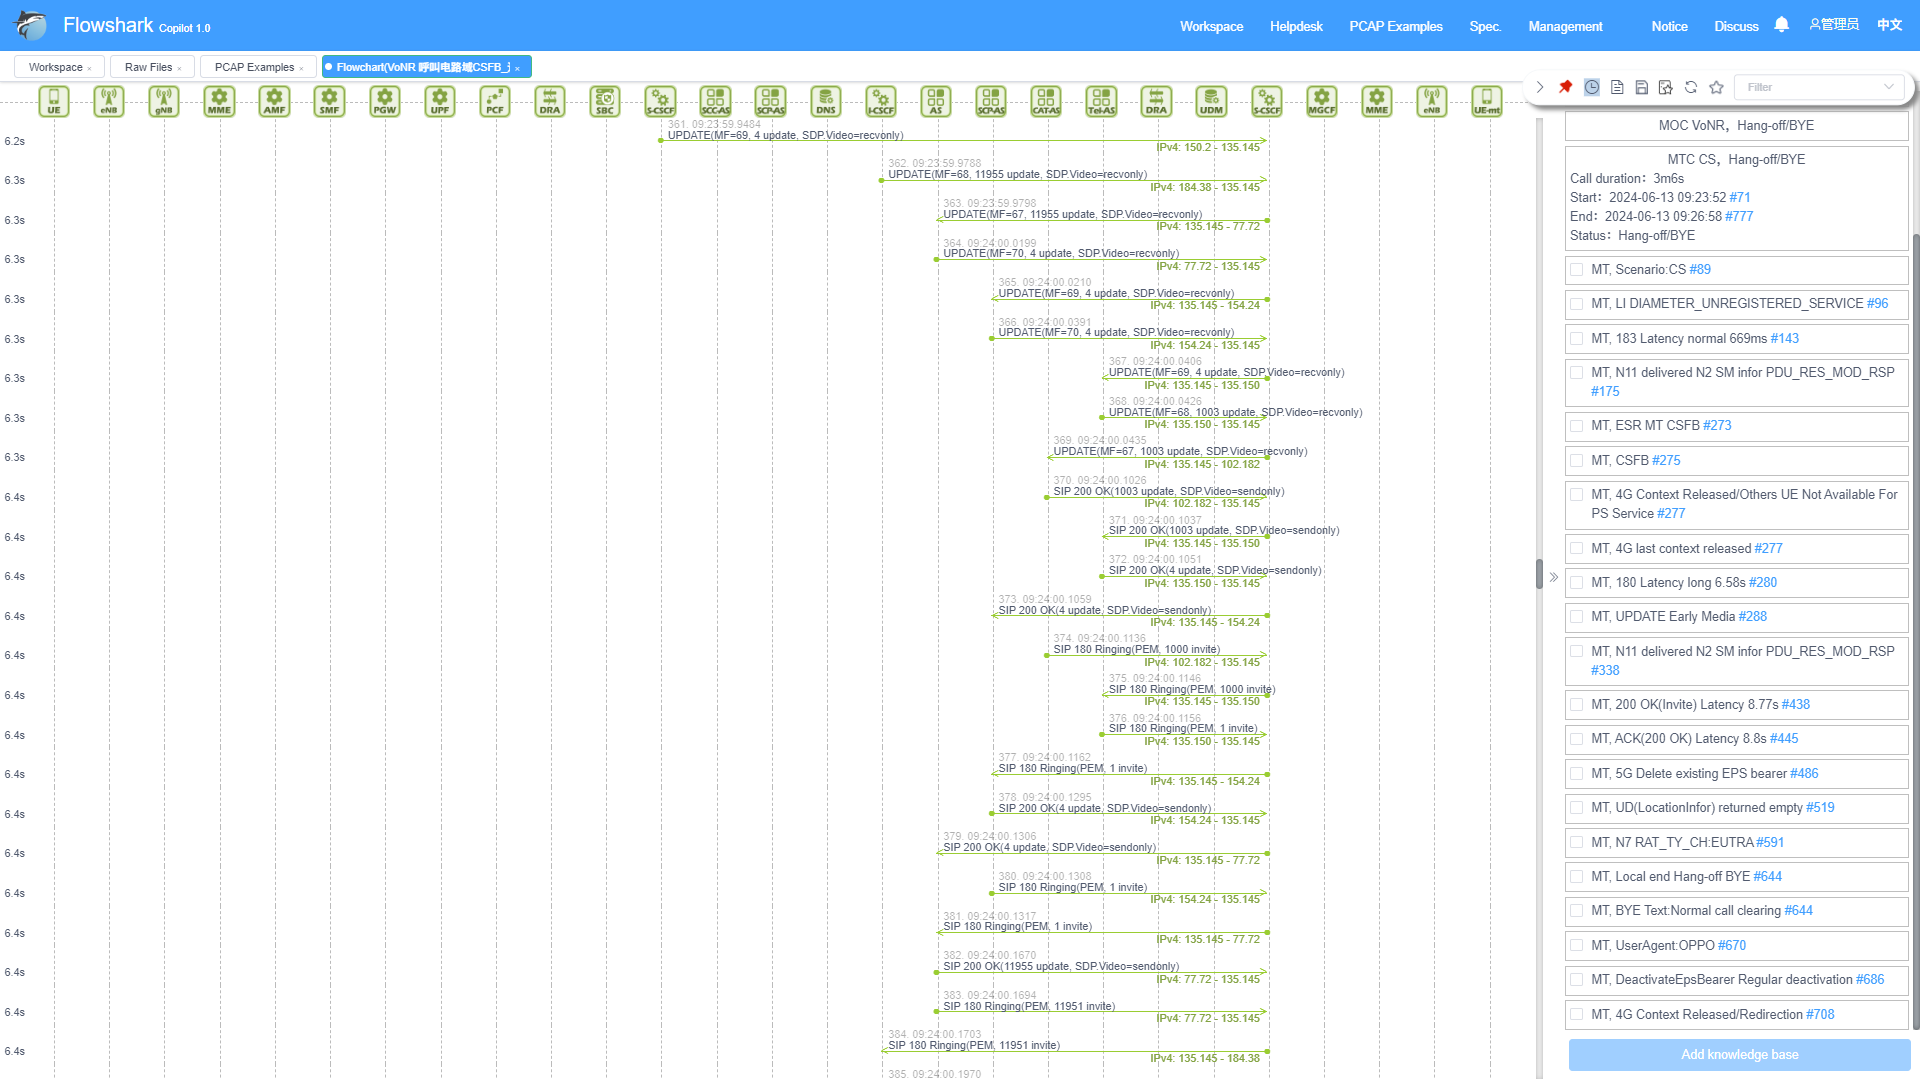 Flowshark Copilot 1.0
Workspace Helpdesk PCAP Examples Spec. Management Notice Discuss 管理员 中文
Workspace × Raw Files × PCAP Examples × Flowchart(VoNR 呼叫电路域CSFB_ ×
UE eNB gNB MME AMF SMF PGW UPF PCF DRA SBC S-CSCF SCC-AS SCP-AS DNS I-CSCF AS SCP-AS CAT-AS Tel-AS DRA UDM S-CSCF MGCF MME eNB UE-mt
Filter
361. 09:23:59.9484
6.2s UPDATE(MF=69, 4 update, SDP.Video=recvonly)
IPv4: 150.2 - 135.145
362. 09:23:59.9788
6.3s UPDATE(MF=68, 11955 update, SDP.Video=recvonly)
IPv4: 184.38 - 135.145
363. 09:23:59.9798
6.3s UPDATE(MF=67, 11955 update, SDP.Video=recvonly)
IPv4: 135.145 - 77.72
364. 09:24:00.0199
6.3s UPDATE(MF=70, 4 update, SDP.Video=recvonly)
IPv4: 77.72 - 135.145
365. 09:24:00.0210
6.3s UPDATE(MF=69, 4 update, SDP.Video=recvonly)
IPv4: 135.145 - 154.24
366. 09:24:00.0391
6.3s UPDATE(MF=70, 4 update, SDP.Video=recvonly)
IPv4: 154.24 - 135.145
367. 09:24:00.0406
6.3s UPDATE(MF=69, 4 update, SDP.Video=recvonly)
IPv4: 135.145 - 135.150
368. 09:24:00.0426
6.3s UPDATE(MF=68, 1003 update, SDP.Video=recvonly)
IPv4: 135.150 - 135.145
369. 09:24:00.0435
6.3s UPDATE(MF=67, 1003 update, SDP.Video=recvonly)
IPv4: 135.145 - 102.182
370. 09:24:00.1026
6.4s SIP 200 OK(1003 update, SDP.Video=sendonly)
IPv4: 102.182 - 135.145
371. 09:24:00.1037
6.4s SIP 200 OK(1003 update, SDP.Video=sendonly)
IPv4: 135.145 - 135.150
372. 09:24:00.1051
6.4s SIP 200 OK(4 update, SDP.Video=sendonly)
IPv4: 135.150 - 135.145
373. 09:24:00.1059
6.4s SIP 200 OK(4 update, SDP.Video=sendonly)
IPv4: 135.145 - 154.24
374. 09:24:00.1136
6.4s SIP 180 Ringing(PEM, 1000 invite)
IPv4: 102.182 - 135.145
375. 09:24:00.1146
6.4s SIP 180 Ringing(PEM, 1000 invite)
IPv4: 135.145 - 135.150
376. 09:24:00.1156
6.4s SIP 180 Ringing(PEM, 1 invite)
IPv4: 135.150 - 135.145
377. 09:24:00.1162
6.4s SIP 180 Ringing(PEM, 1 invite)
IPv4: 135.145 - 154.24
378. 09:24:00.1295
6.4s SIP 200 OK(4 update, SDP.Video=sendonly)
IPv4: 154.24 - 135.145
379. 09:24:00.1306
6.4s SIP 200 OK(4 update, SDP.Video=sendonly)
IPv4: 135.145 - 77.72
380. 09:24:00.1308
6.4s SIP 180 Ringing(PEM, 1 invite)
IPv4: 154.24 - 135.145
381. 09:24:00.1317
6.4s SIP 180 Ringing(PEM, 1 invite)
IPv4: 135.145 - 77.72
382. 09:24:00.1670
6.4s SIP 200 OK(11955 update, SDP.Video=sendonly)
IPv4: 77.72 - 135.145
383. 09:24:00.1694
6.4s SIP 180 Ringing(PEM, 11951 invite)
IPv4: 77.72 - 135.145
384. 09:24:00.1703
6.4s SIP 180 Ringing(PEM, 11951 invite)
IPv4: 135.145 - 184.38
385. 09:24:00.1970
MOC VoNR，Hang-off/BYE
MTC CS，Hang-off/BYE
Call duration：3m6s
Start：2024-06-13 09:23:52 #71
End：2024-06-13 09:26:58 #777
Status：Hang-off/BYE
MT, Scenario:CS #89
MT, LI DIAMETER_UNREGISTERED_SERVICE #96
MT, 183 Latency normal 669ms #143
MT, N11 delivered N2 SM infor PDU_RES_MOD_RSP
#175
MT, ESR MT CSFB #273
MT, CSFB #275
MT, 4G Context Released/Others UE Not Available For
PS Service #277
MT, 4G last context released #277
MT, 180 Latency long 6.58s #280
MT, UPDATE Early Media #288
MT, N11 delivered N2 SM infor PDU_RES_MOD_RSP
#338
MT, 200 OK(Invite) Latency 8.77s #438
MT, ACK(200 OK) Latency 8.8s #445
MT, 5G Delete existing EPS bearer #486
MT, UD(LocationInfor) returned empty #519
MT, N7 RAT_TY_CH:EUTRA #591
MT, Local end Hang-off BYE #644
MT, BYE Text:Normal call clearing #644
MT, UserAgent:OPPO #670
MT, DeactivateEpsBearer Regular deactivation #686
MT, 4G Context Released/Redirection #708
Add knowledge base